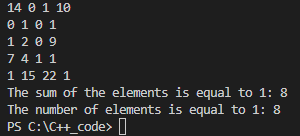 14 0 1 10
0 1 0 1
1 2 0 9
7 4 1 1
1 15 22 1
The sum of the elements is equal to 1: 8
The number of elements is equal to 1: 8
PS C:\C++_code>